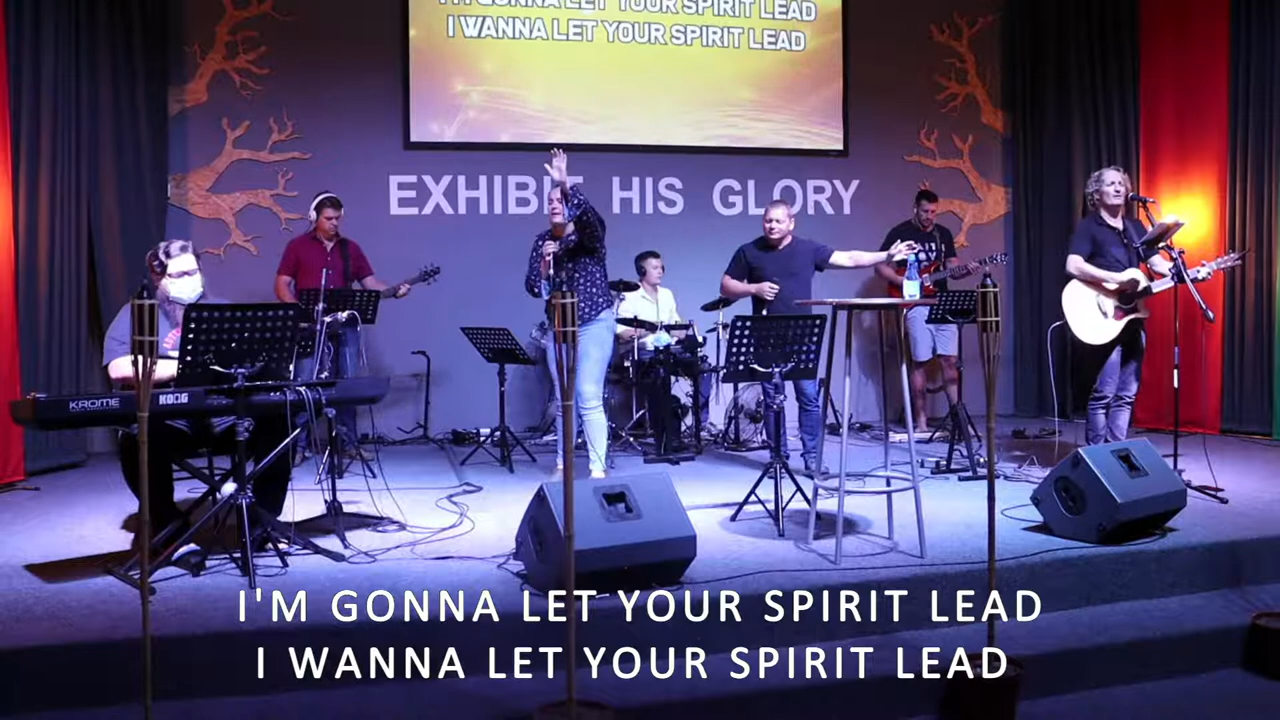 I'M GONNA LET YOUR SPIRIT LEAD
I WANNA LET YOUR SPIRIT LEAD
EXHIBIT HIS GLORY
KROME
KORG
I'M GONNA LET YOUR SPIRIT LEAD
I WANNA LET YOUR SPIRIT LEAD